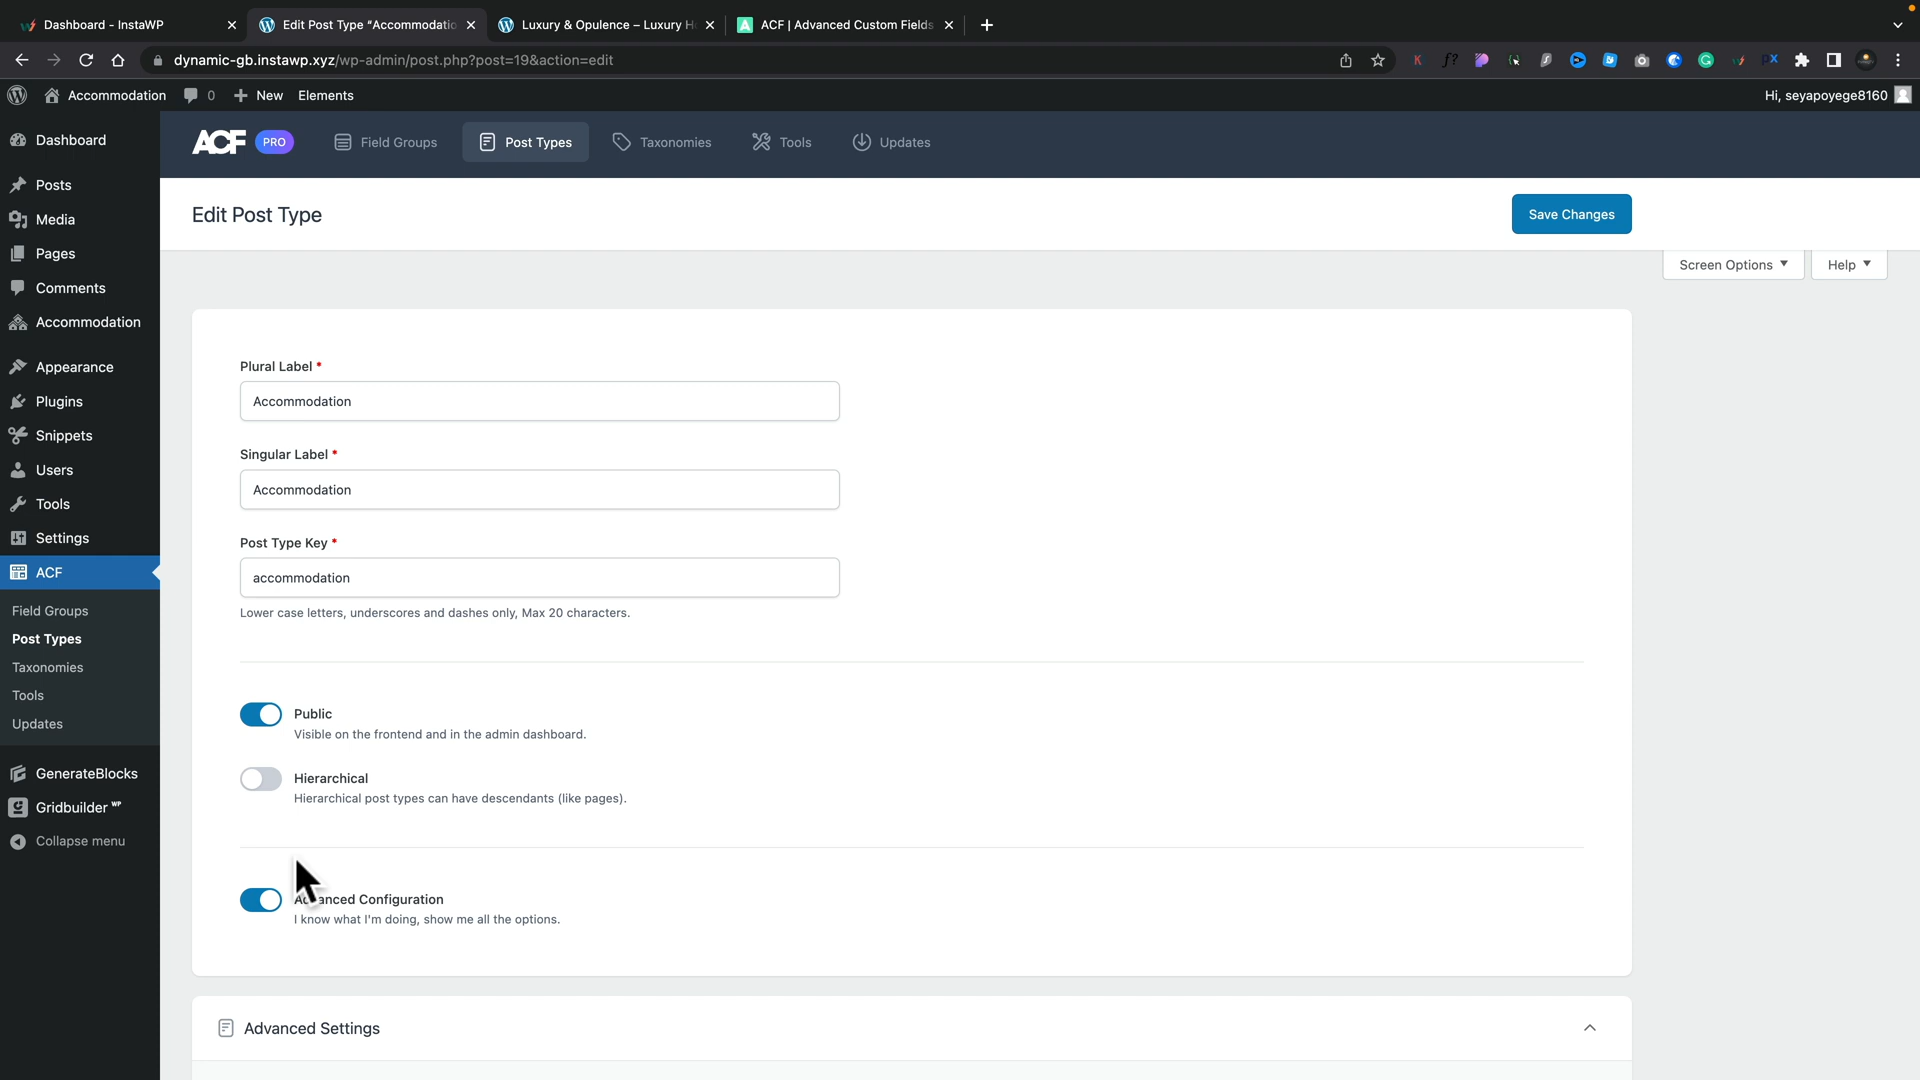 Dashboard - InstaWP
Edit Post Type "Accommodatio
Luxury & Opulence – Luxury H
ACF | Advanced Custom Fields
dynamic-gb.instawp.xyz/wp-admin/post.php?post=19&action=edit
Accommodation
0
New
Elements
Hi, seyapoyege8160
Dashboard
Posts
Media
Pages
Comments
Accommodation
Appearance
Plugins
Snippets
Users
Tools
Settings
ACF
Field Groups
Post Types
Taxonomies
Tools
Updates
GenerateBlocks
Gridbuilder WP
Collapse menu
ACF PRO
Field Groups
Post Types
Taxonomies
Tools
Updates
Edit Post Type
Save Changes
Screen Options
Help
Plural Label *
Accommodation
Singular Label *
Accommodation
Post Type Key *
accommodation
Lower case letters, underscores and dashes only, Max 20 characters.
Public
Visible on the frontend and in the admin dashboard.
Hierarchical
Hierarchical post types can have descendants (like pages).
Advanced Configuration
I know what I'm doing, show me all the options.
Advanced Settings